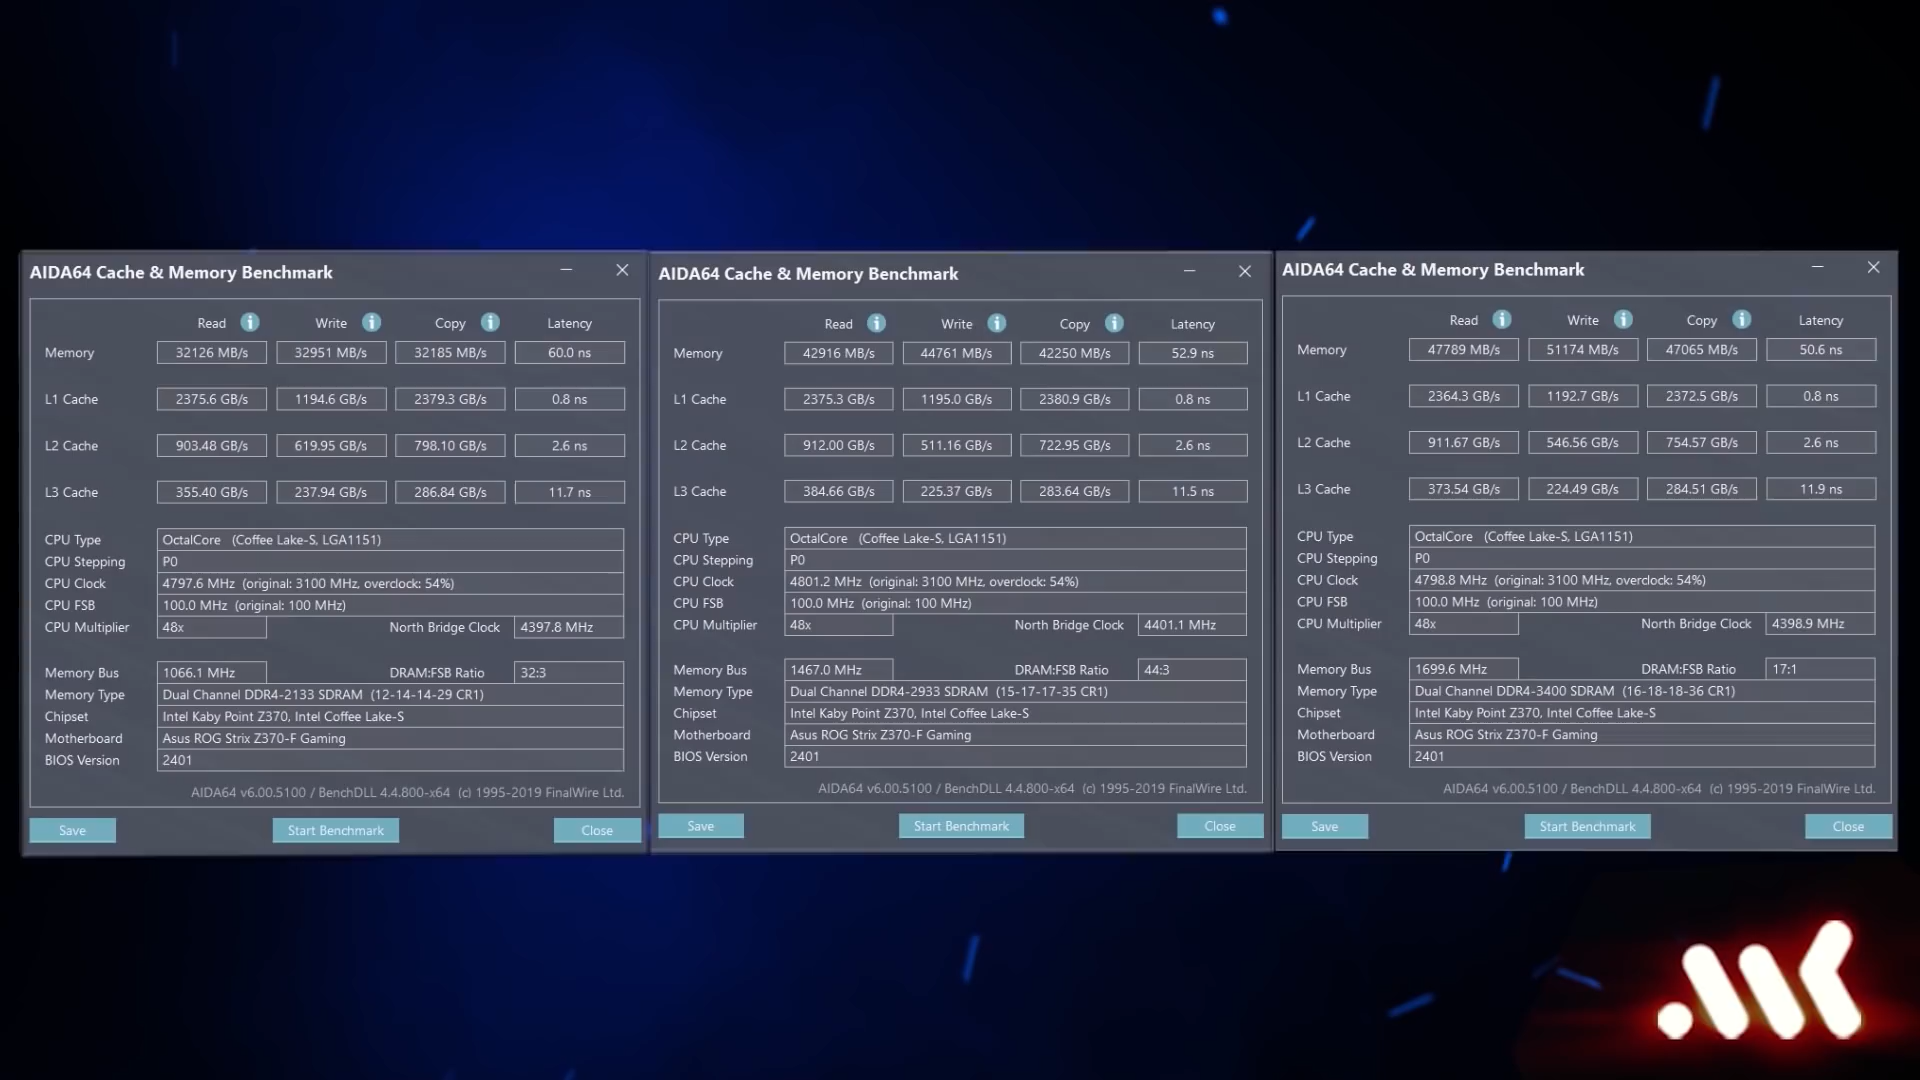 AIDA64 Cache & Memory Benchmark
Read Write Copy Latency
Memory 32126 MB/s 32951 MB/s 32185 MB/s 60.0 ns
L1 Cache 2375.6 GB/s 1194.6 GB/s 2379.3 GB/s 0.8 ns
L2 Cache 903.48 GB/s 619.95 GB/s 798.10 GB/s 2.6 ns
L3 Cache 355.40 GB/s 237.94 GB/s 286.84 GB/s 11.7 ns
CPU Type OctalCore (Coffee Lake-S, LGA1151)
CPU Stepping P0
CPU Clock 4797.6 MHz (original: 3100 MHz, overclock: 54%)
CPU FSB 100.0 MHz (original: 100 MHz)
CPU Multiplier 48x North Bridge Clock 4397.8 MHz
Memory Bus 1066.1 MHz DRAM:FSB Ratio 32:3
Memory Type Dual Channel DDR4-2133 SDRAM (12-14-14-29 CR1)
Chipset Intel Kaby Point Z370, Intel Coffee Lake-S
Motherboard Asus ROG Strix Z370-F Gaming
BIOS Version 2401
AIDA64 v6.00.5100 / BenchDLL 4.4.800-x64 (c) 1995-2019 FinalWire Ltd.
Save Start Benchmark Close
AIDA64 Cache & Memory Benchmark
Read Write Copy Latency
Memory 42916 MB/s 44761 MB/s 42250 MB/s 52.9 ns
L1 Cache 2375.3 GB/s 1195.0 GB/s 2380.9 GB/s 0.8 ns
L2 Cache 912.00 GB/s 511.16 GB/s 722.95 GB/s 2.6 ns
L3 Cache 384.66 GB/s 225.37 GB/s 283.64 GB/s 11.5 ns
CPU Type OctalCore (Coffee Lake-S, LGA1151)
CPU Stepping P0
CPU Clock 4801.2 MHz (original: 3100 MHz, overclock: 54%)
CPU FSB 100.0 MHz (original: 100 MHz)
CPU Multiplier 48x North Bridge Clock 4401.1 MHz
Memory Bus 1467.0 MHz DRAM:FSB Ratio 44:3
Memory Type Dual Channel DDR4-2933 SDRAM (15-17-17-35 CR1)
Chipset Intel Kaby Point Z370, Intel Coffee Lake-S
Motherboard Asus ROG Strix Z370-F Gaming
BIOS Version 2401
AIDA64 v6.00.5100 / BenchDLL 4.4.800-x64 (c) 1995-2019 FinalWire Ltd.
Save Start Benchmark Close
AIDA64 Cache & Memory Benchmark
Read Write Copy Latency
Memory 47789 MB/s 51174 MB/s 47065 MB/s 50.6 ns
L1 Cache 2364.3 GB/s 1192.7 GB/s 2372.5 GB/s 0.8 ns
L2 Cache 911.67 GB/s 546.56 GB/s 754.57 GB/s 2.6 ns
L3 Cache 373.54 GB/s 224.49 GB/s 284.51 GB/s 11.9 ns
CPU Type OctalCore (Coffee Lake-S, LGA1151)
CPU Stepping P0
CPU Clock 4798.8 MHz (original: 3100 MHz, overclock: 54%)
CPU FSB 100.0 MHz (original: 100 MHz)
CPU Multiplier 48x North Bridge Clock 4398.9 MHz
Memory Bus 1699.6 MHz DRAM:FSB Ratio 17:1
Memory Type Dual Channel DDR4-3400 SDRAM (16-18-18-36 CR1)
Chipset Intel Kaby Point Z370, Intel Coffee Lake-S
Motherboard Asus ROG Strix Z370-F Gaming
BIOS Version 2401
AIDA64 v6.00.5100 / BenchDLL 4.4.800-x64 (c) 1995-2019 FinalWire Ltd.
Save Start Benchmark Close